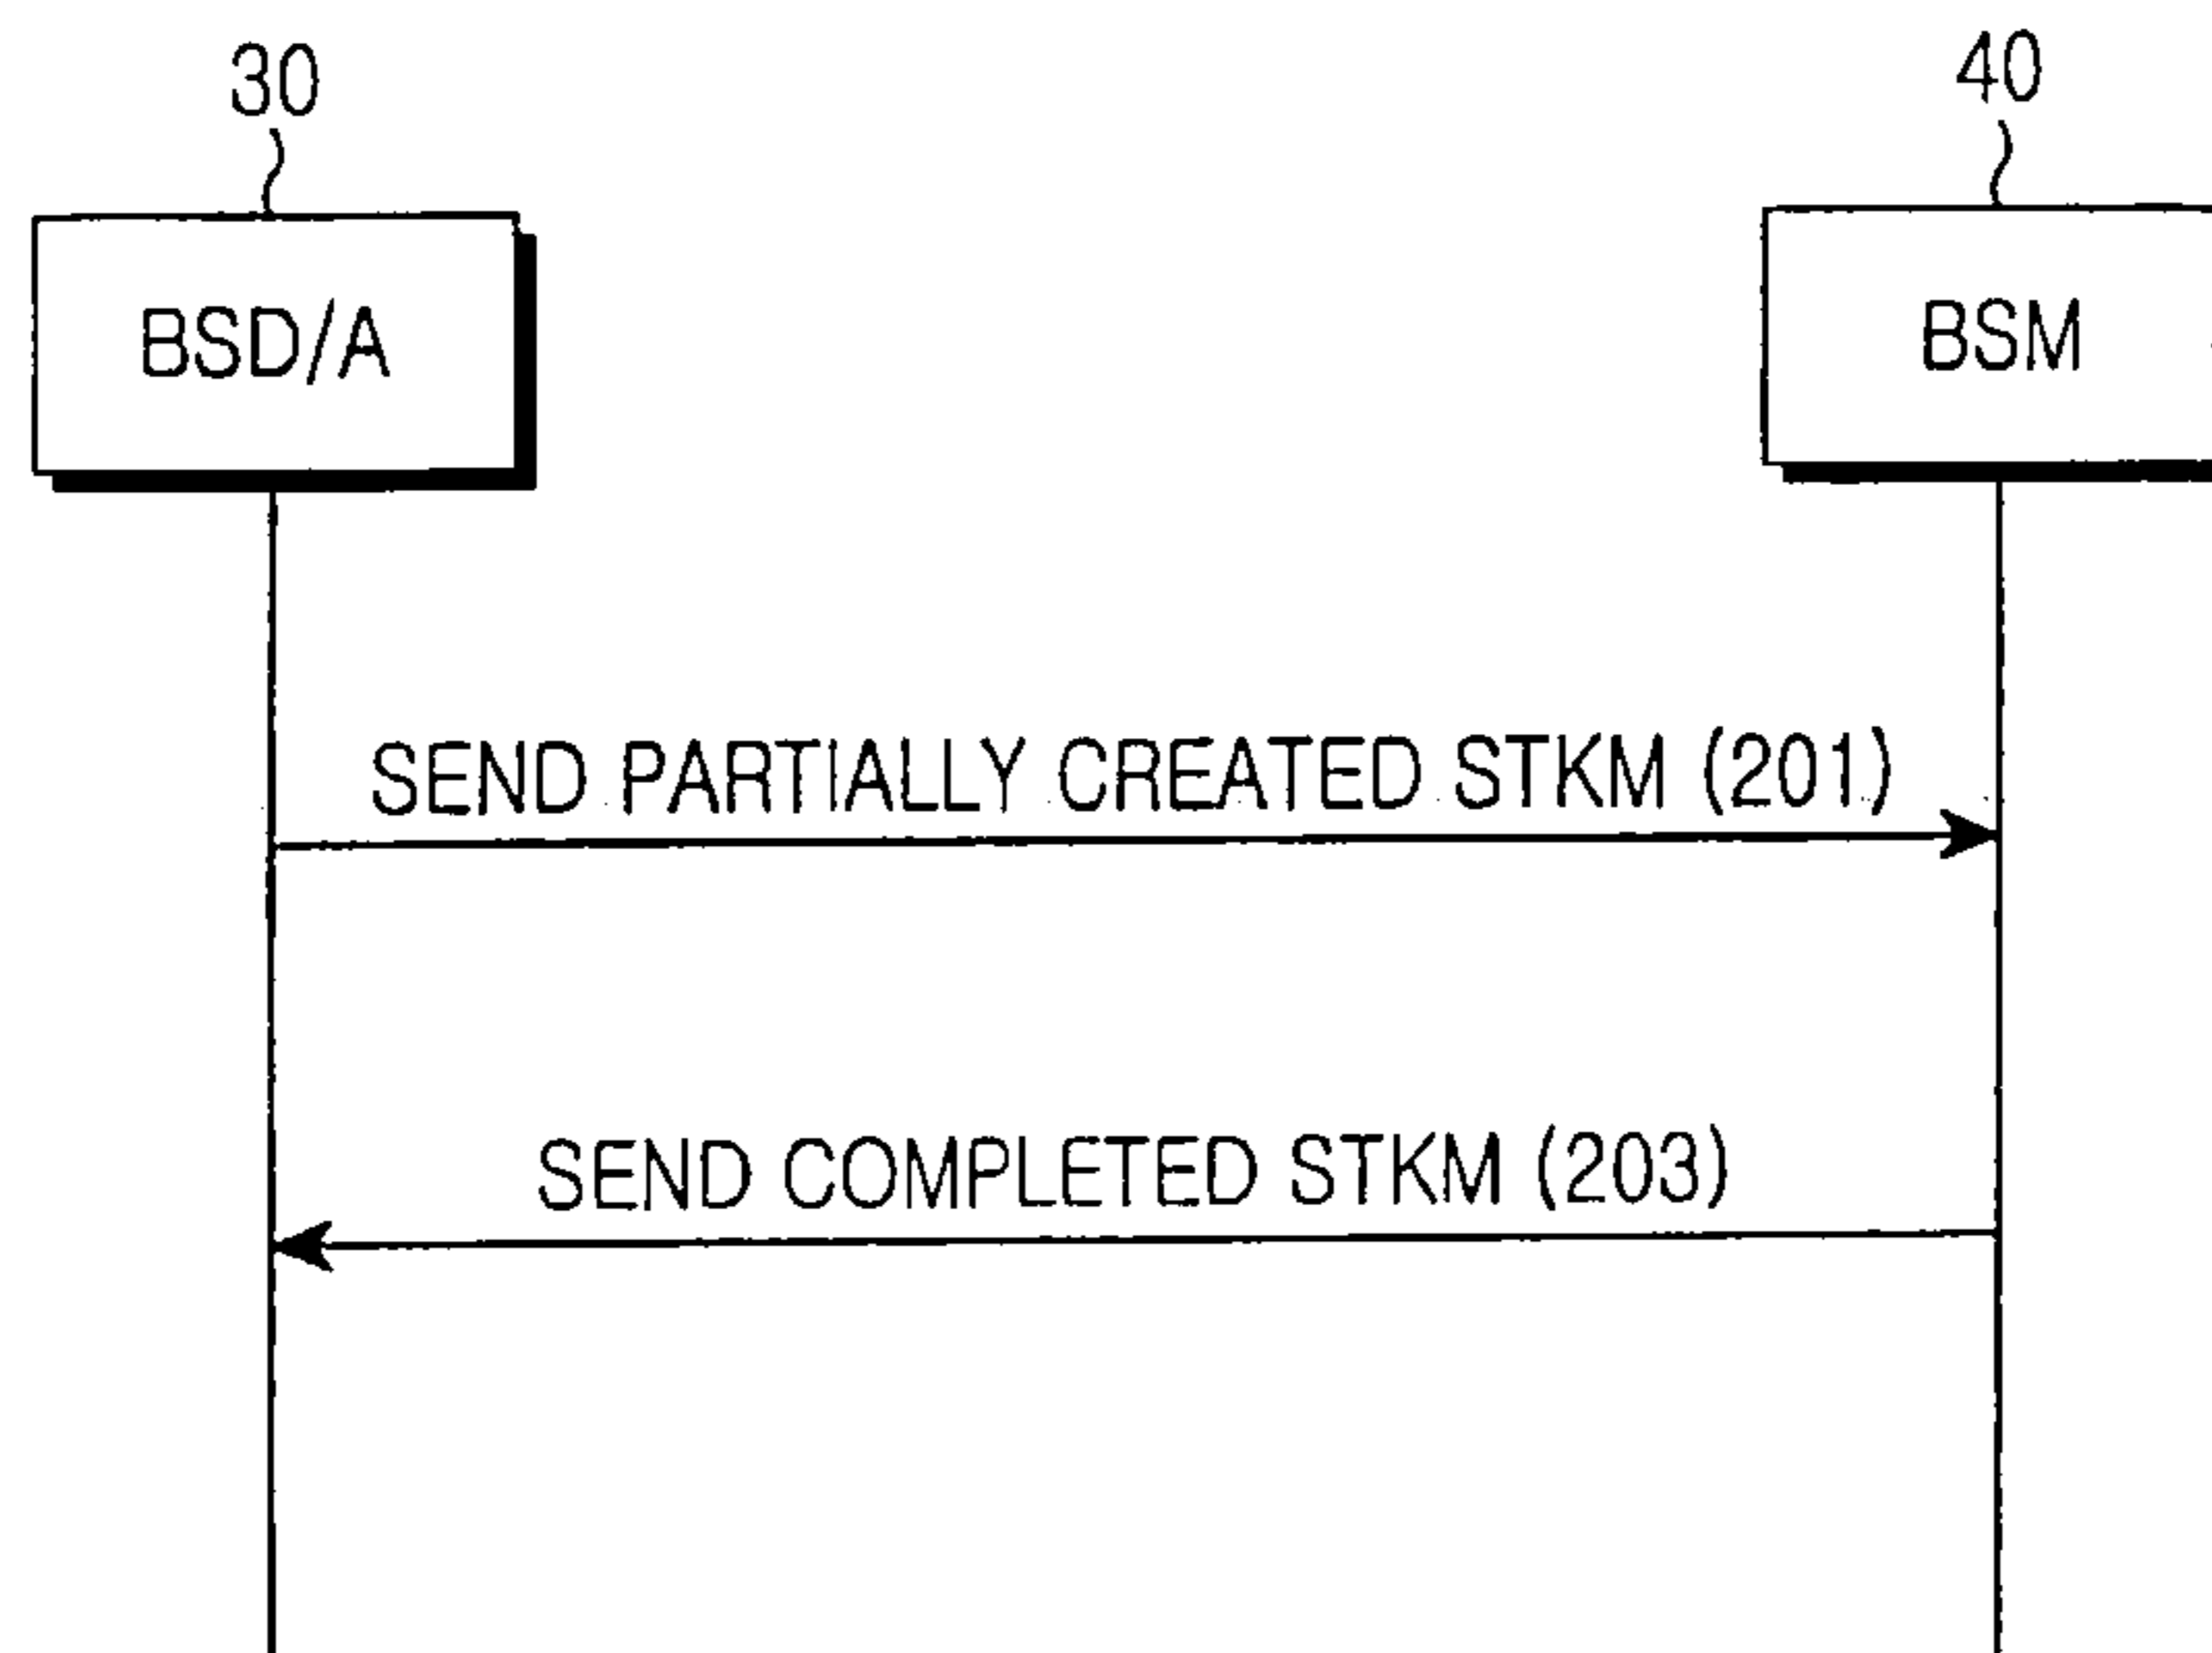 30
40
BSD/A
BSM
SEND PARTIALLY CREATED STKM (201)
SEND COMPLETED STKM (203)